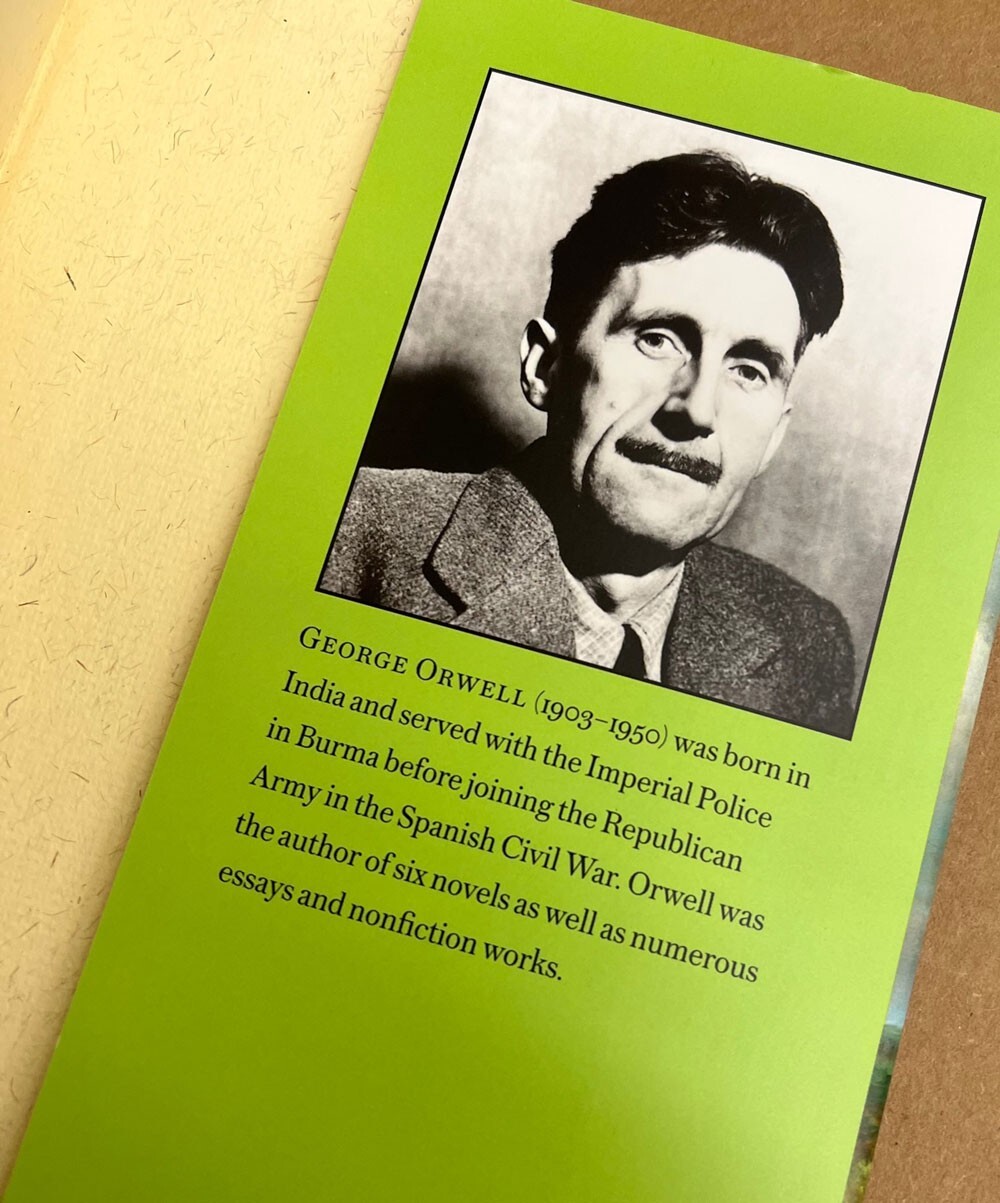 GEORGE ORWELL (1903–1950) was born in
India and served with the Imperial Police
in Burma before joining the Republican
Army in the Spanish Civil War. Orwell was
the author of six novels as well as numerous
essays and nonfiction works.